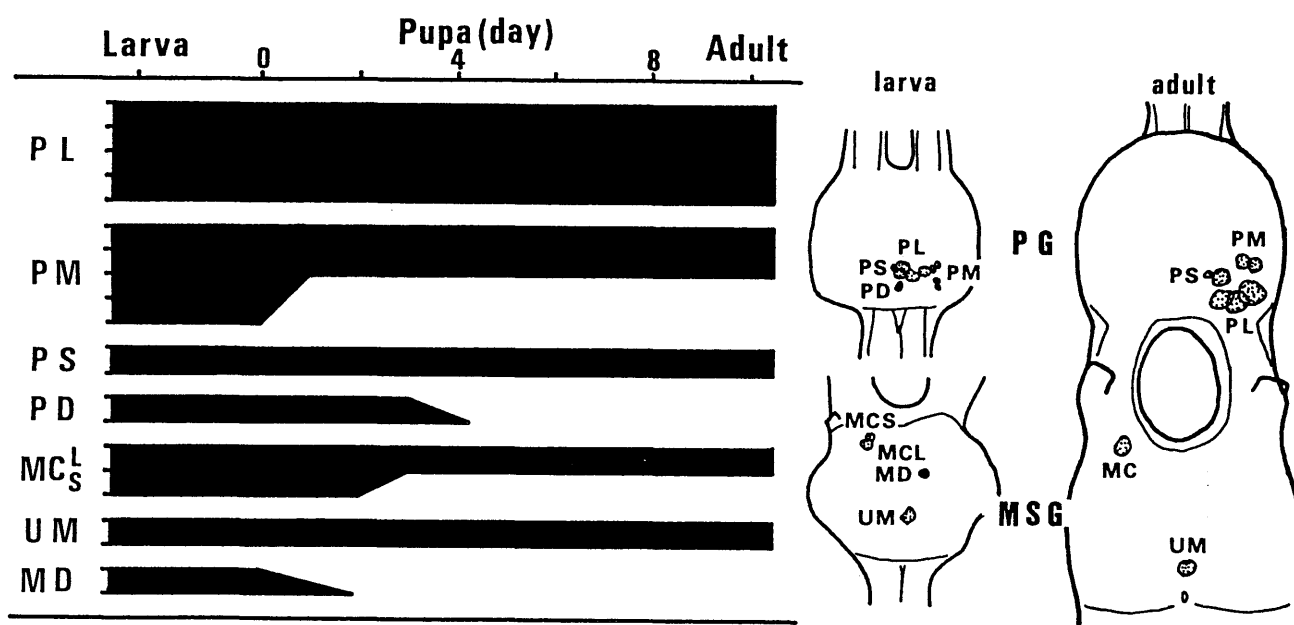 Larva Pupa (day) Adult
0 4 8
PL
PM
PS
PD
MC L S
UM
MD
larva
PL
PS PM
PD
MCS
MCL
MD
UM
PG
MSG
adult
PM
PS
PL
MC
UM